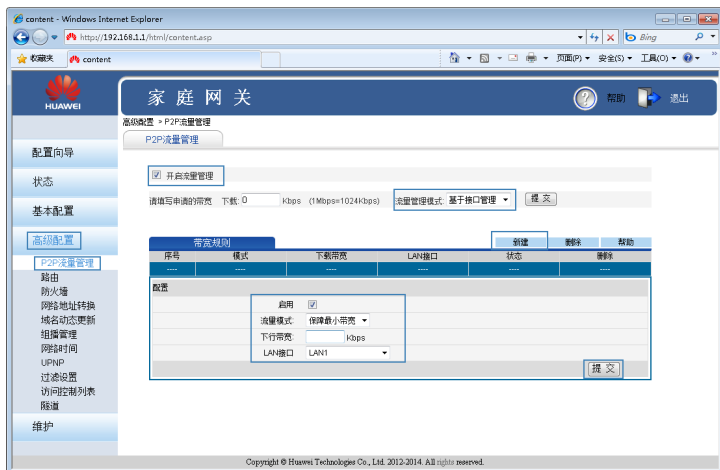 content - Windows Internet Explorer
http://192.168.1.1/html/content.asp
Bing
收藏夹 content 页面(P) 安全(S) 工具(O)
HUAWEI
家庭网关 帮助 退出
高级配置 > P2P流量管理
P2P流量管理
配置向导
状态
基本配置
高级配置
P2P流量管理
路由
防火墙
网络地址转换
域名动态更新
组播管理
网络时间
UPNP
过滤设置
访问控制列表
隧道
维护
开启流量管理
请填写申请的带宽 下载: 0 Kbps (1Mbps=1024Kbps) 流量管理模式: 基于接口管理 提 交
带宽规则 新建 删除 帮助
序号 模式 下载带宽 LAN接口 状态 删除
---- ---- ---- ---- ---- ----
配置
启用
流量模式: 保障最小带宽
下行带宽: Kbps
LAN接口 LAN1
提 交
Copyright © Huawei Technologies Co., Ltd. 2012-2014. All rights reserved.